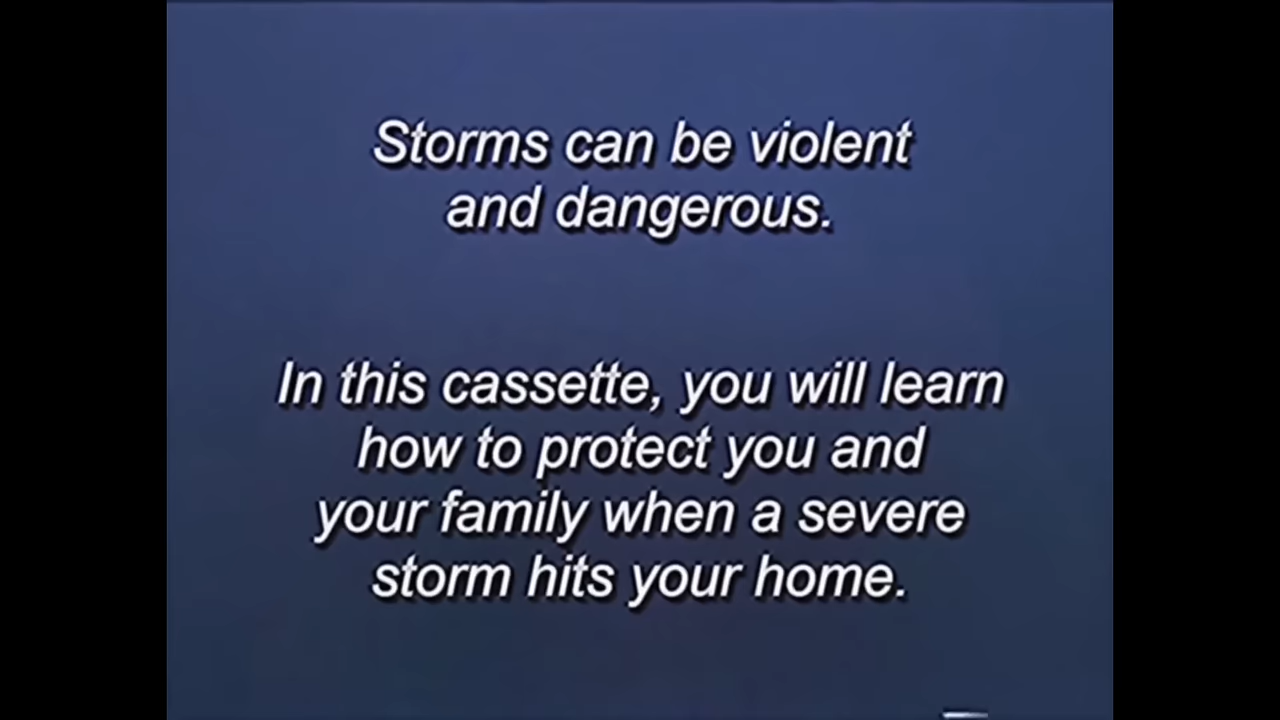 Storms can be violent
and dangerous.
In this cassette, you will learn
how to protect you and
your family when a severe
storm hits your home.